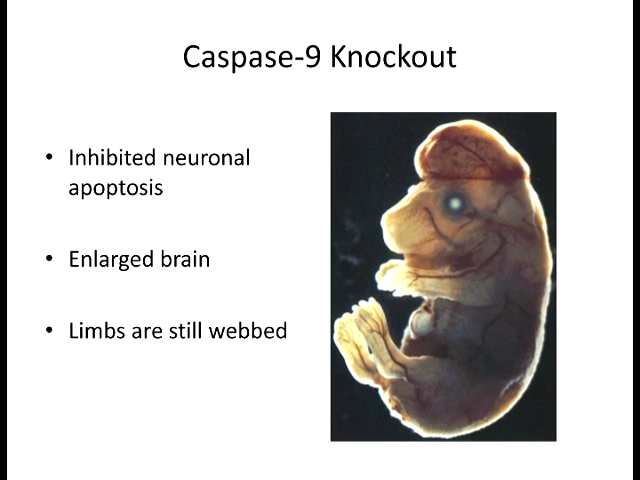 Caspase-9 Knockout
• Inhibited neuronal
apoptosis
• Enlarged brain
• Limbs are still webbed